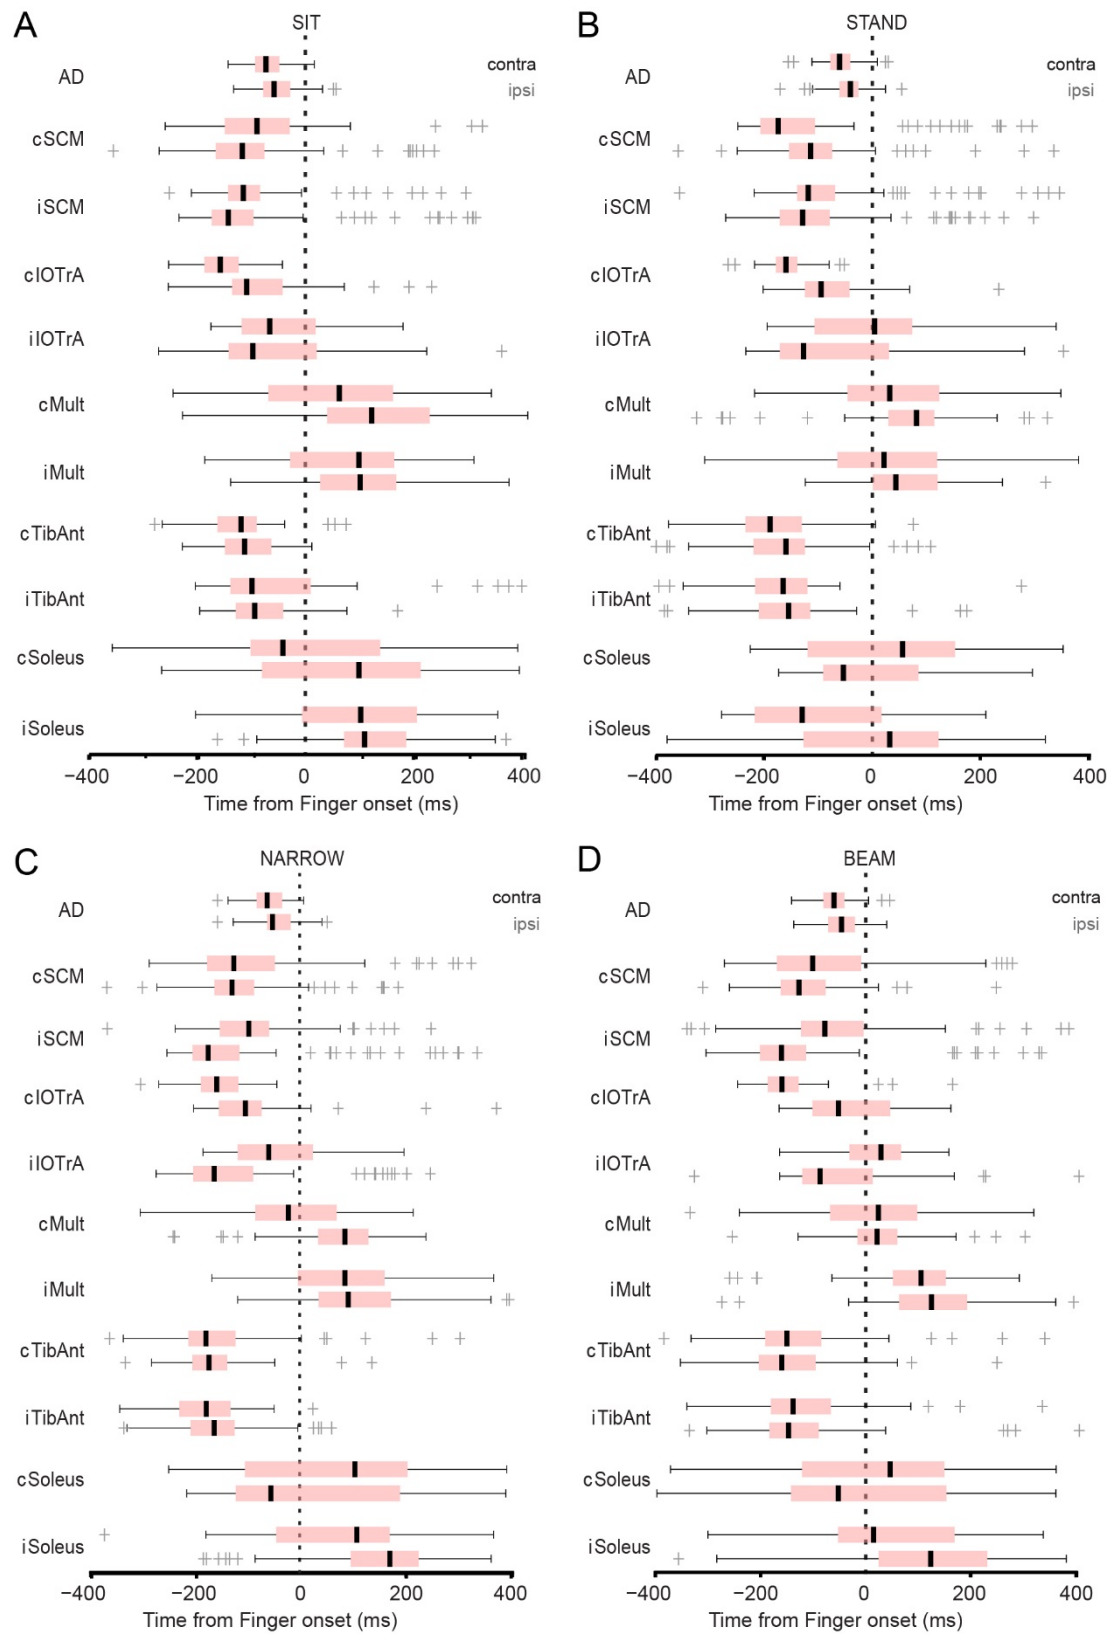 A
SIT
AD
contra
ipsi
cSCM
iSCM
cIOTrA
iIOTrA
cMult
iMult
cTibAnt
iTibAnt
cSoleus
iSoleus
−400 −200 0 200 400
Time from Finger onset (ms)
B
STAND
AD
contra
ipsi
cSCM
iSCM
cIOTrA
iIOTrA
cMult
iMult
cTibAnt
iTibAnt
cSoleus
iSoleus
−400 −200 0 200 400
Time from Finger onset (ms)
C
NARROW
AD
contra
ipsi
cSCM
iSCM
cIOTrA
iIOTrA
cMult
iMult
cTibAnt
iTibAnt
cSoleus
iSoleus
−400 −200 0 200 400
Time from Finger onset (ms)
D
BEAM
AD
contra
ipsi
cSCM
iSCM
cIOTrA
iIOTrA
cMult
iMult
cTibAnt
iTibAnt
cSoleus
iSoleus
−400 −200 0 200 400
Time from Finger onset (ms)